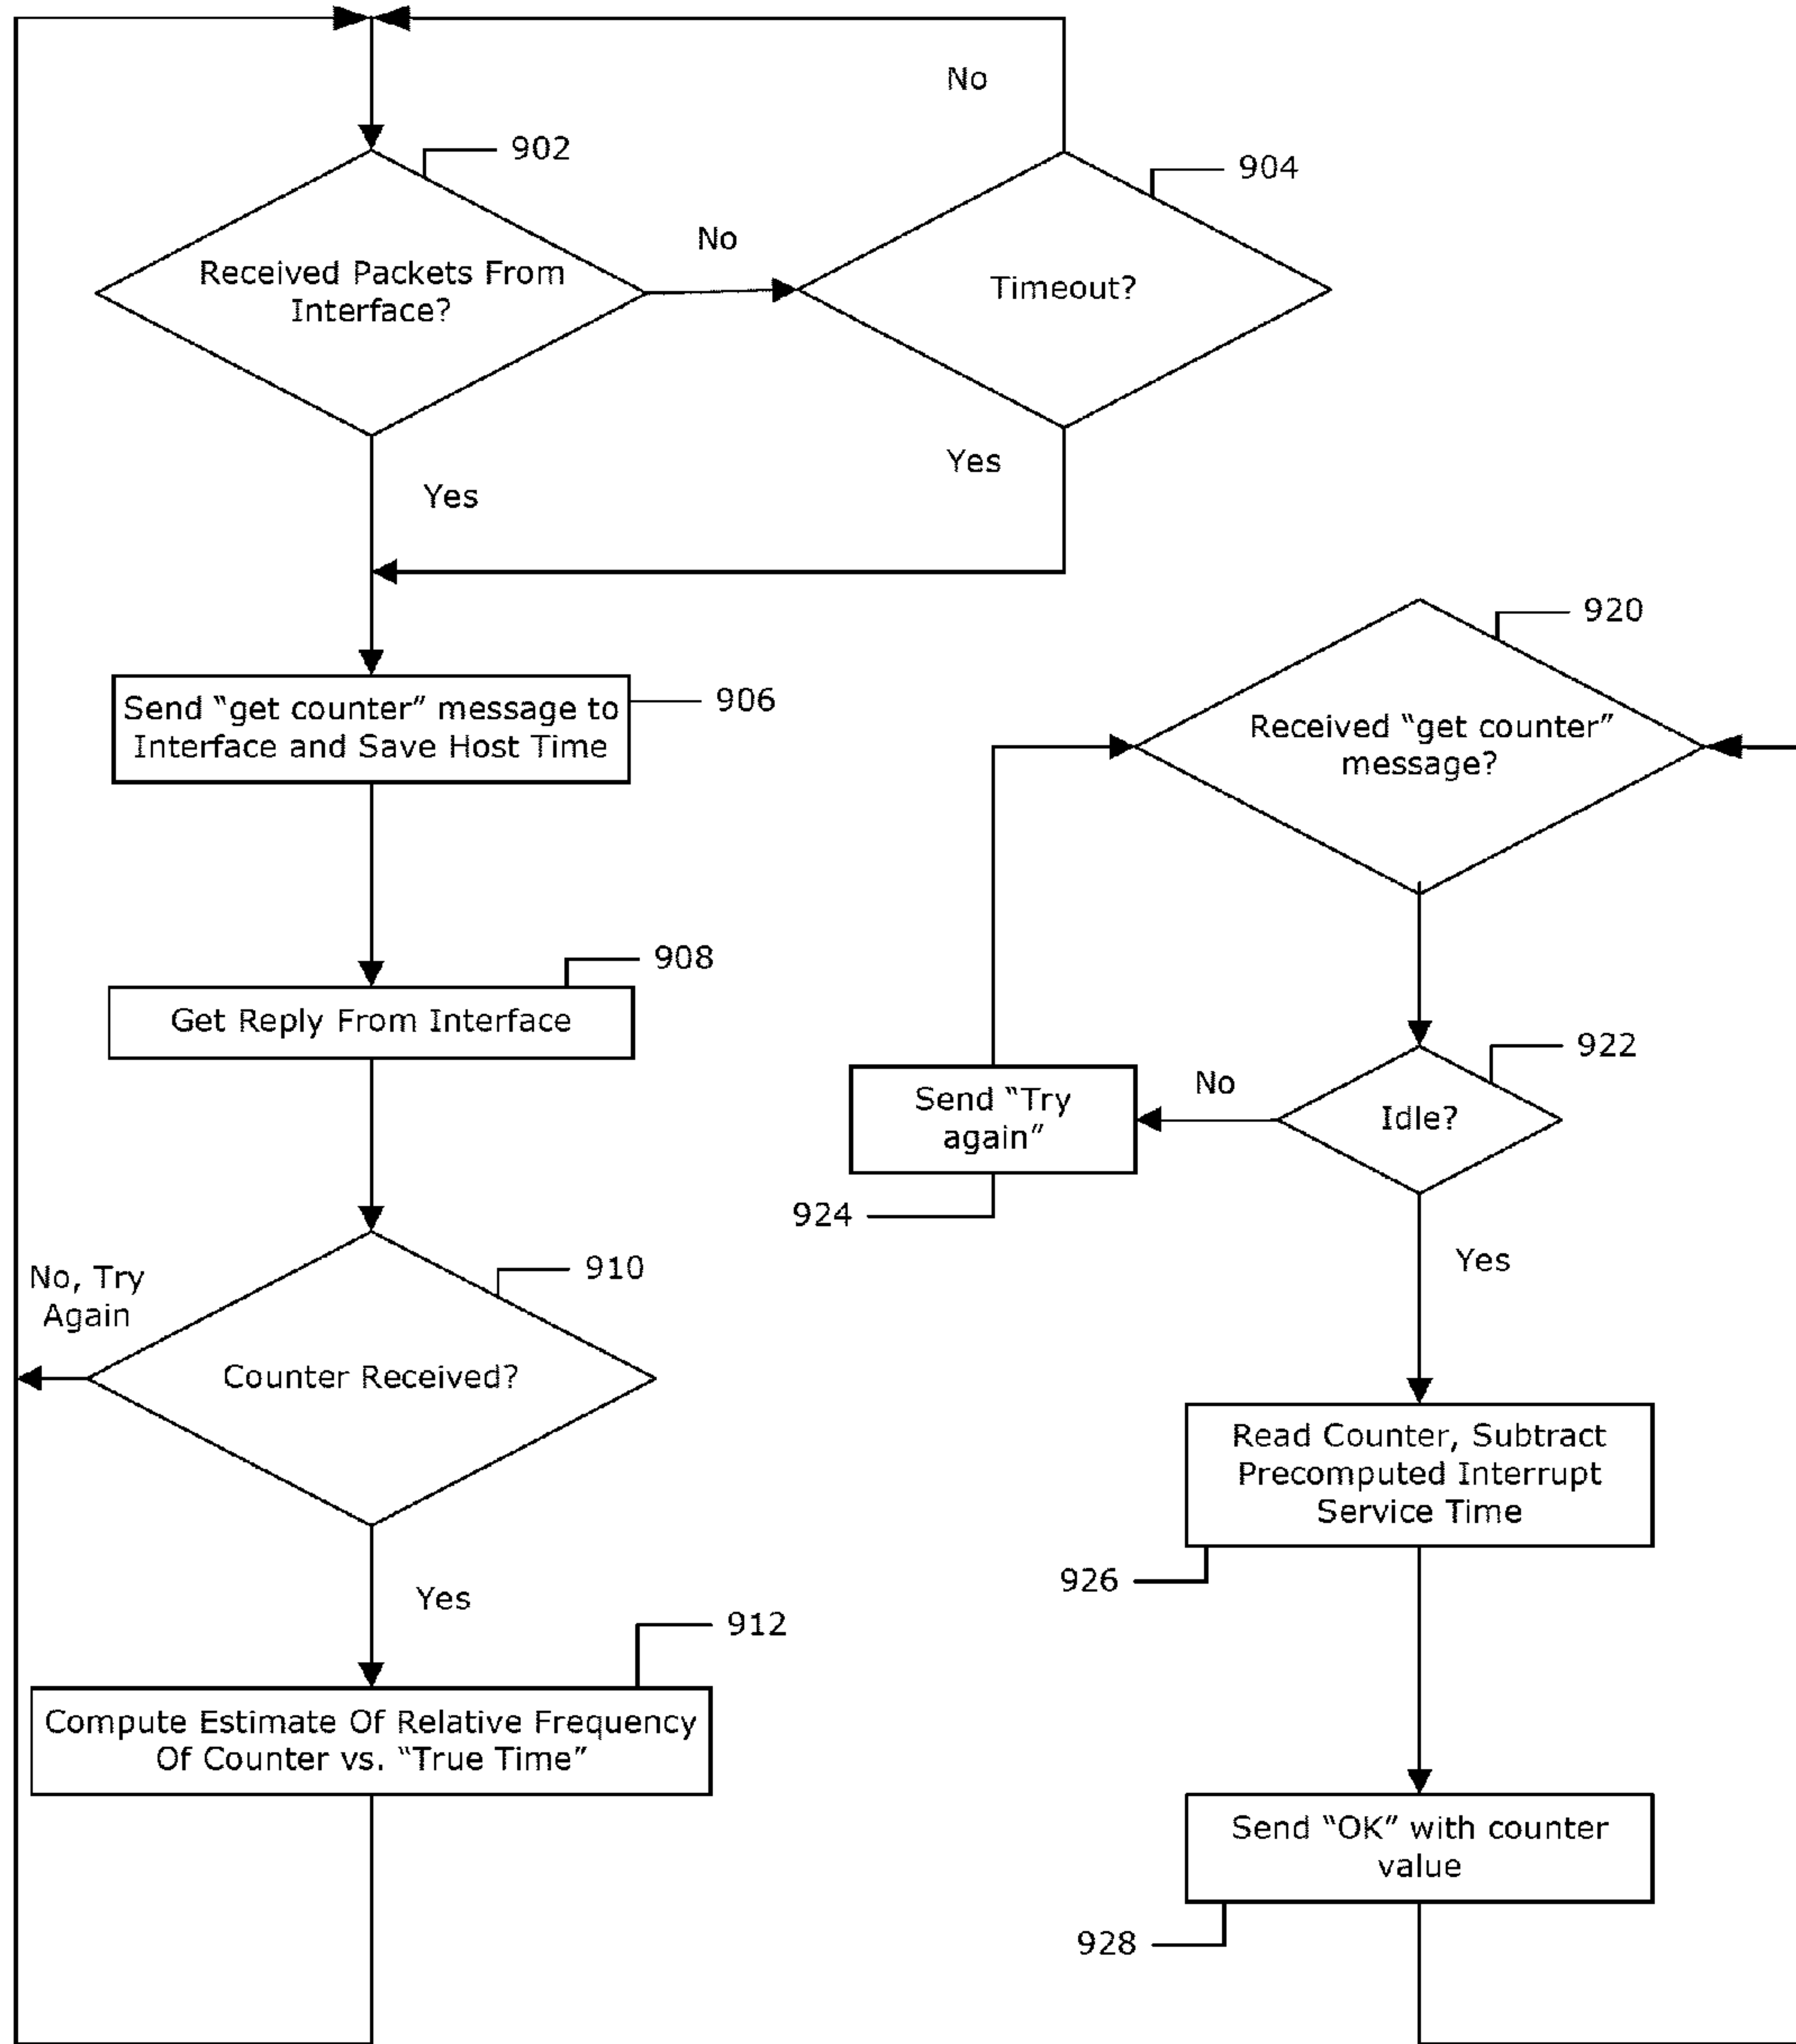 No
902
904
No
Received Packets From
Interface?
Timeout?
Yes
Yes
920
Send “get counter” message to
Interface and Save Host Time
906
Received “get counter”
message?
908
Get Reply From Interface
922
Send “Try
again”
No
Idle?
924
Yes
No, Try
Again
910
Counter Received?
Read Counter, Subtract
Precomputed Interrupt
Service Time
926
Yes
912
Compute Estimate Of Relative Frequency
Of Counter vs. “True Time”
Send “OK” with counter
value
928